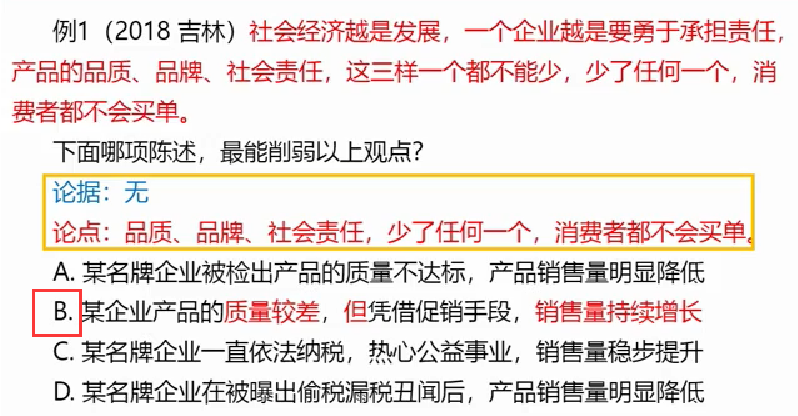 例1（2018 吉林）社会经济越是发展，一个企业越是要勇于承担责任，
产品的品质、品牌、社会责任，这三样一个都不能少，少了任何一个，消
费者都不会买单。
下面哪项陈述，最能削弱以上观点？
论据：无
论点：品质、品牌、社会责任，少了任何一个，消费者都不会买单。
A. 某名牌企业被检出产品的质量不达标，产品销售量明显降低
B. 某企业产品的质量较差，但凭借促销手段，销售量持续增长
C. 某名牌企业一直依法纳税，热心公益事业，销售量稳步提升
D. 某名牌企业在被曝出偷税漏税丑闻后，产品销售量明显降低